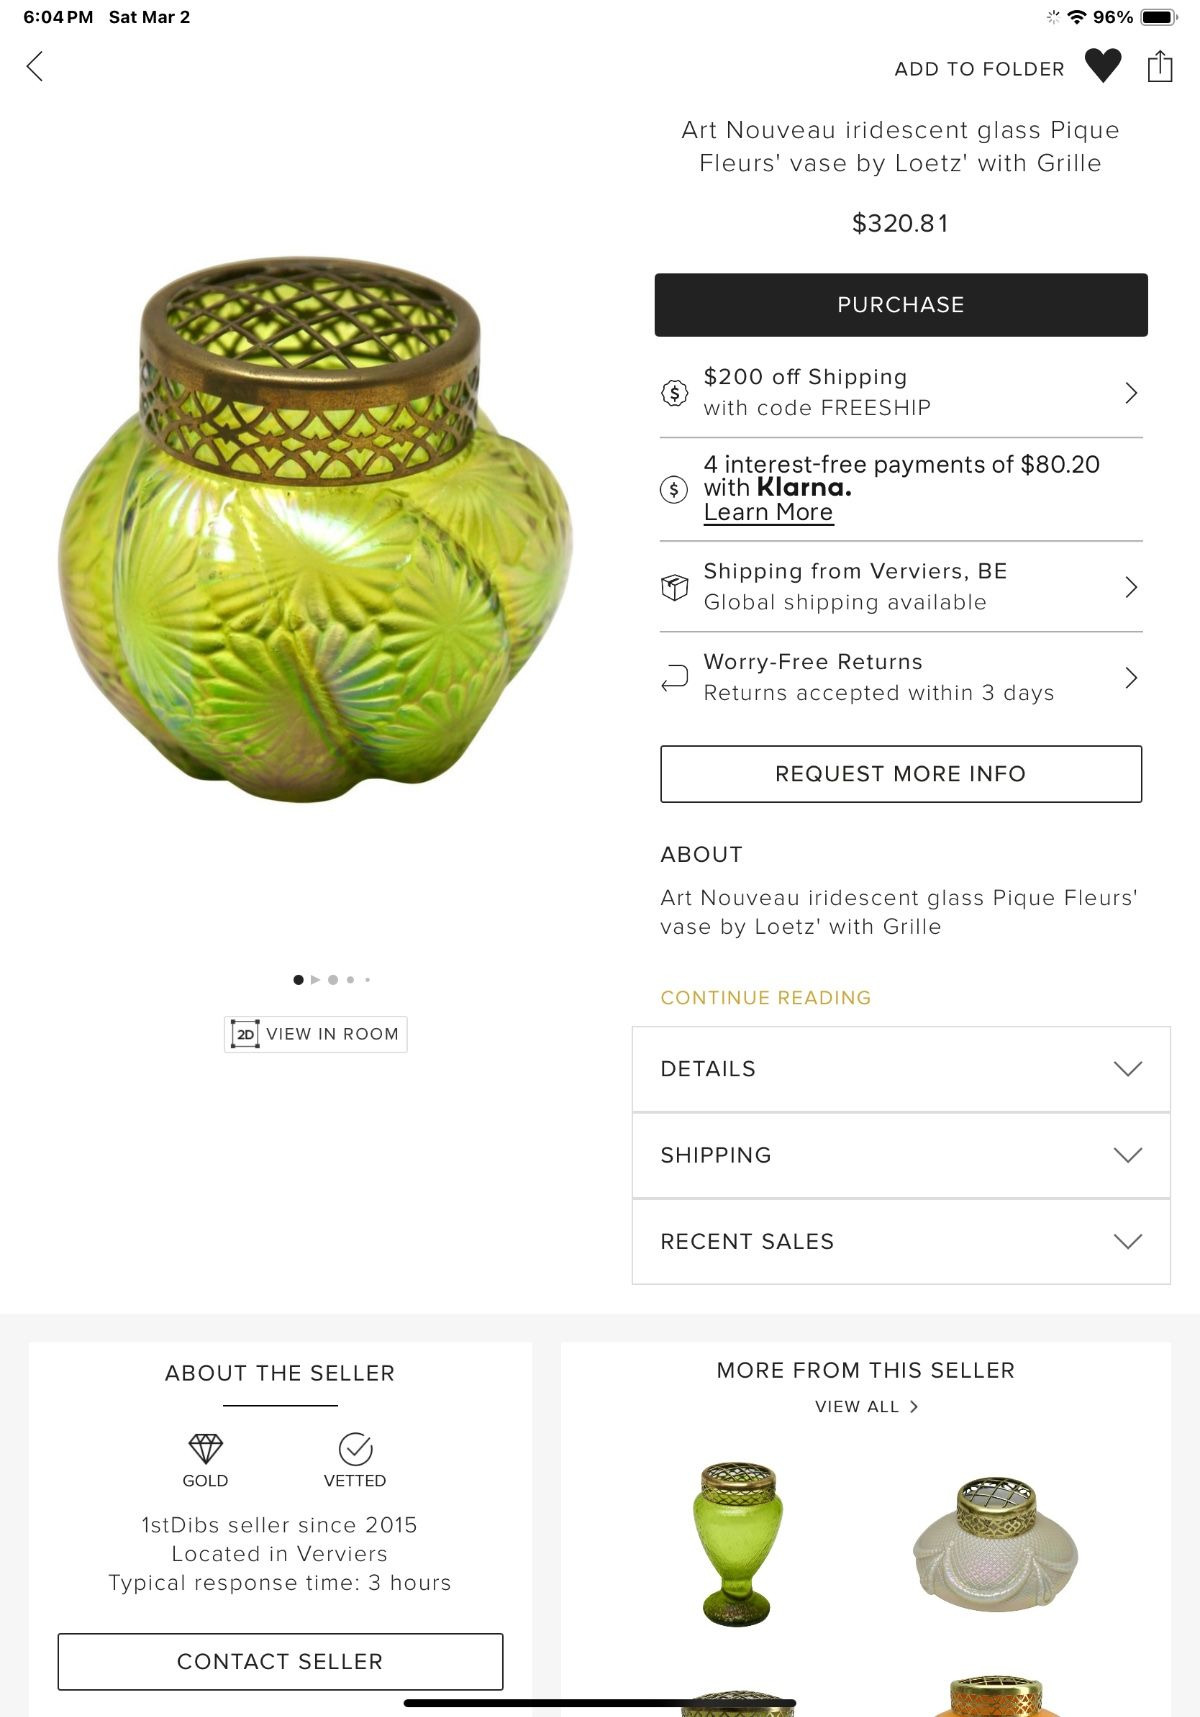 6:04 PM Sat Mar 2
96%
ADD TO FOLDER
Art Nouveau iridescent glass Pique
Fleurs' vase by Loetz' with Grille
$320.81
PURCHASE
$200 off Shipping
with code FREESHIP
4 interest-free payments of $80.20
with Klarna.
Learn More
Shipping from Verviers, BE
Global shipping available
Worry-Free Returns
Returns accepted within 3 days
REQUEST MORE INFO
ABOUT
Art Nouveau iridescent glass Pique Fleurs'
vase by Loetz' with Grille
CONTINUE READING
2D VIEW IN ROOM
DETAILS
SHIPPING
RECENT SALES
ABOUT THE SELLER
GOLD
VETTED
1stDibs seller since 2015
Located in Verviers
Typical response time: 3 hours
CONTACT SELLER
MORE FROM THIS SELLER
VIEW ALL >